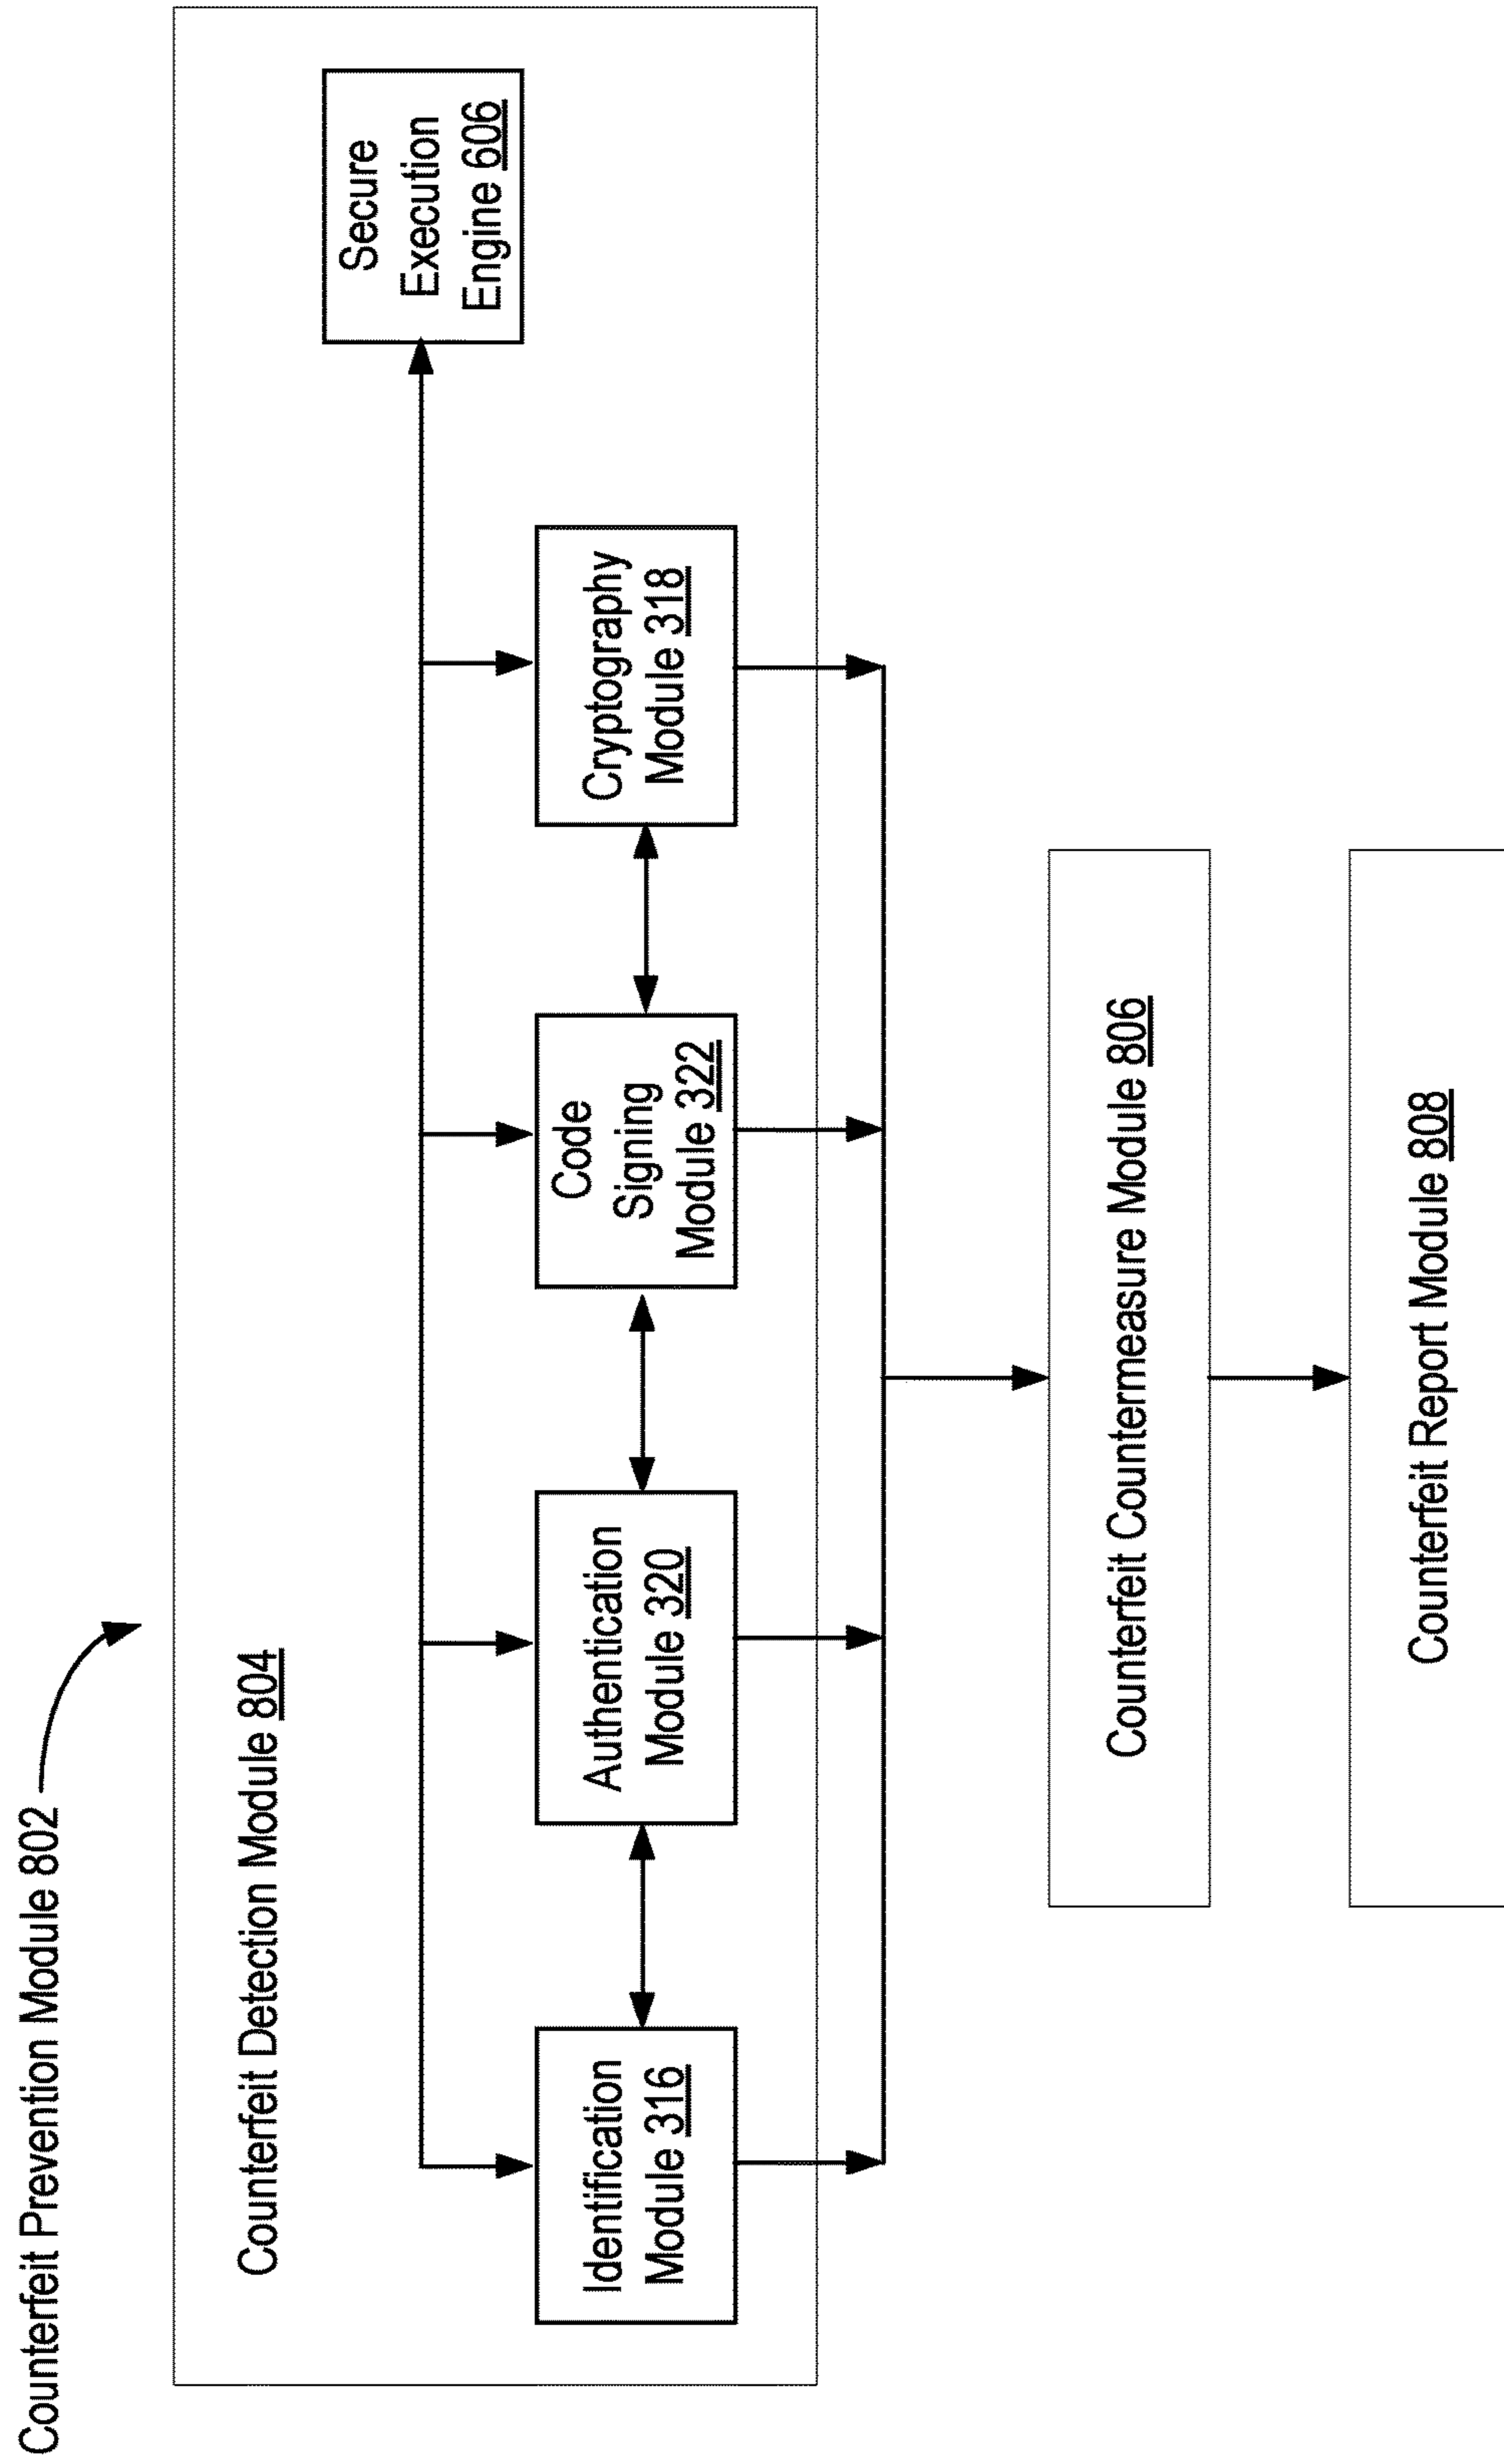 Counterfeit Prevention Module 802
Counterfeit Detection Module 804
Secure
Execution
Engine 606
Identification
Module 316
Authentication
Module 320
Code
Signing
Module 322
Cryptography
Module 318
Counterfeit Countermeasure Module 806
Counterfeit Report Module 808